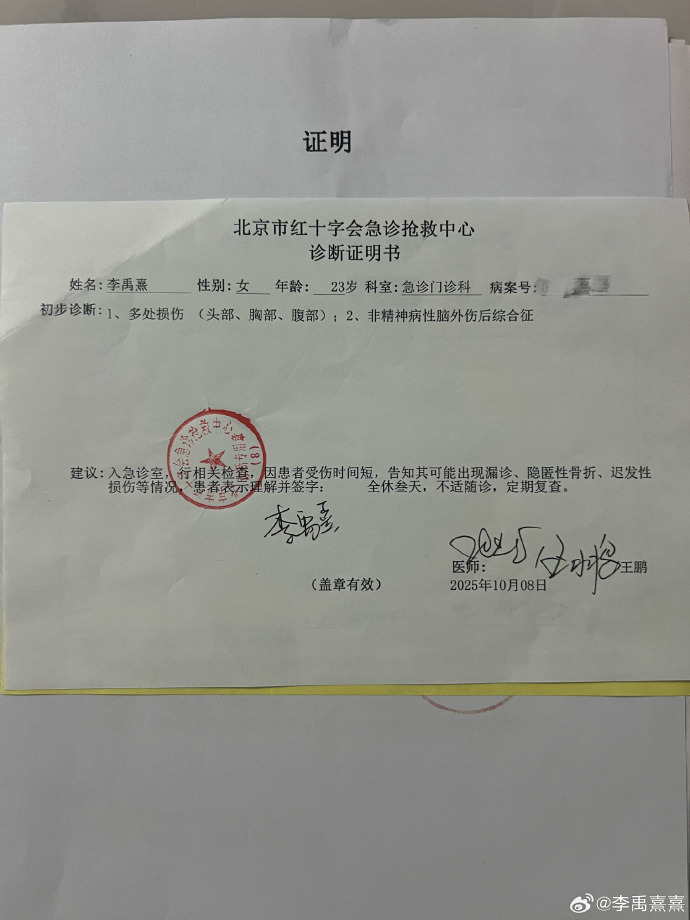 证明
北京市红十字会急诊抢救中心
诊断证明书
姓名：李禹熹 性别：女 年龄：23岁 科室：急诊门诊科 病案号：
初步诊断：1、多处损伤 （头部、胸部、腹部）；2、非精神病性脑外伤后综合征
建议：入急诊室，行相关检查，因患者受伤时间短，告知其可能出现漏诊、隐匿性骨折、迟发性
损伤等情况，患者表示理解并签字： 全休叁天，不适随诊，定期复查。
李禹熹
医师： 王鹏
（盖章有效） 2025年10月08日
@李禹熹熹